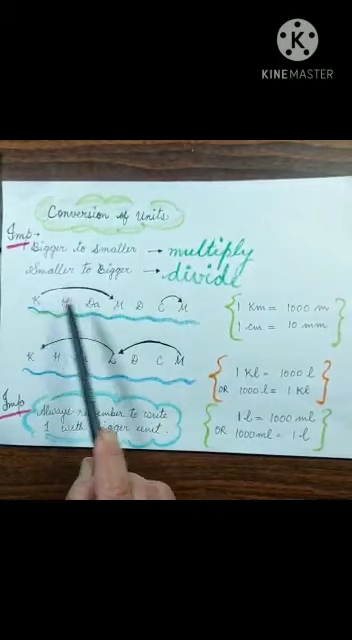 K
KINEMASTER
Conversion of Units
Imp→
Bigger to Smaller → multiply
Smaller to Bigger → divide
K H Da M D C M
1 Km = 1000 m
1 cm = 10 mm
K H L D C M
1 Kl = 1000 l
OR 1000 l = 1 Kl
Imp
Always remember to write
1 with bigger unit.
1 l = 1000 ml
OR 1000 ml = 1 l